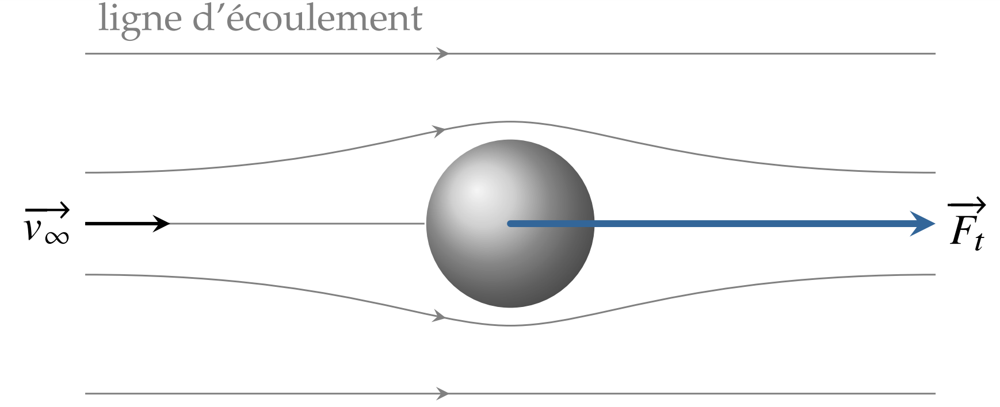 ligne d’écoulement
v∞
Ft